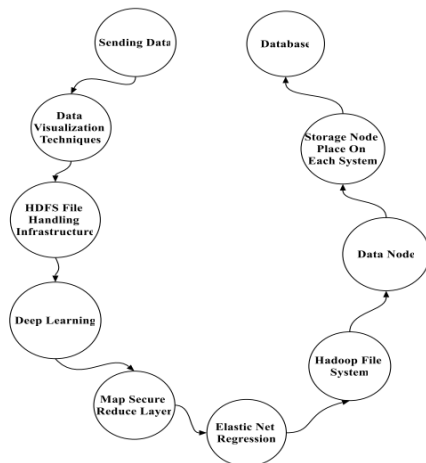 Sending Data
Data
Visualization
Techniques
HDFS File
Handling
Infrastructure
Deep Learning
Map Secure
Reduce Layer
Elastic Net
Regression
Hadoop File
System
Data Node
Storage Node
Place On
Each System
Database